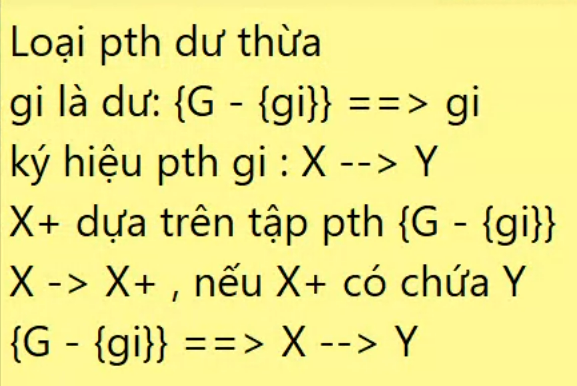 Loại pth dư thừa
gi là dư: {G - {gi}} ==> gi
ký hiệu pth gi : X --> Y
X+ dựa trên tập pth {G - {gi}}
X -> X+ , nếu X+ có chứa Y
{G - {gi}} ==> X --> Y